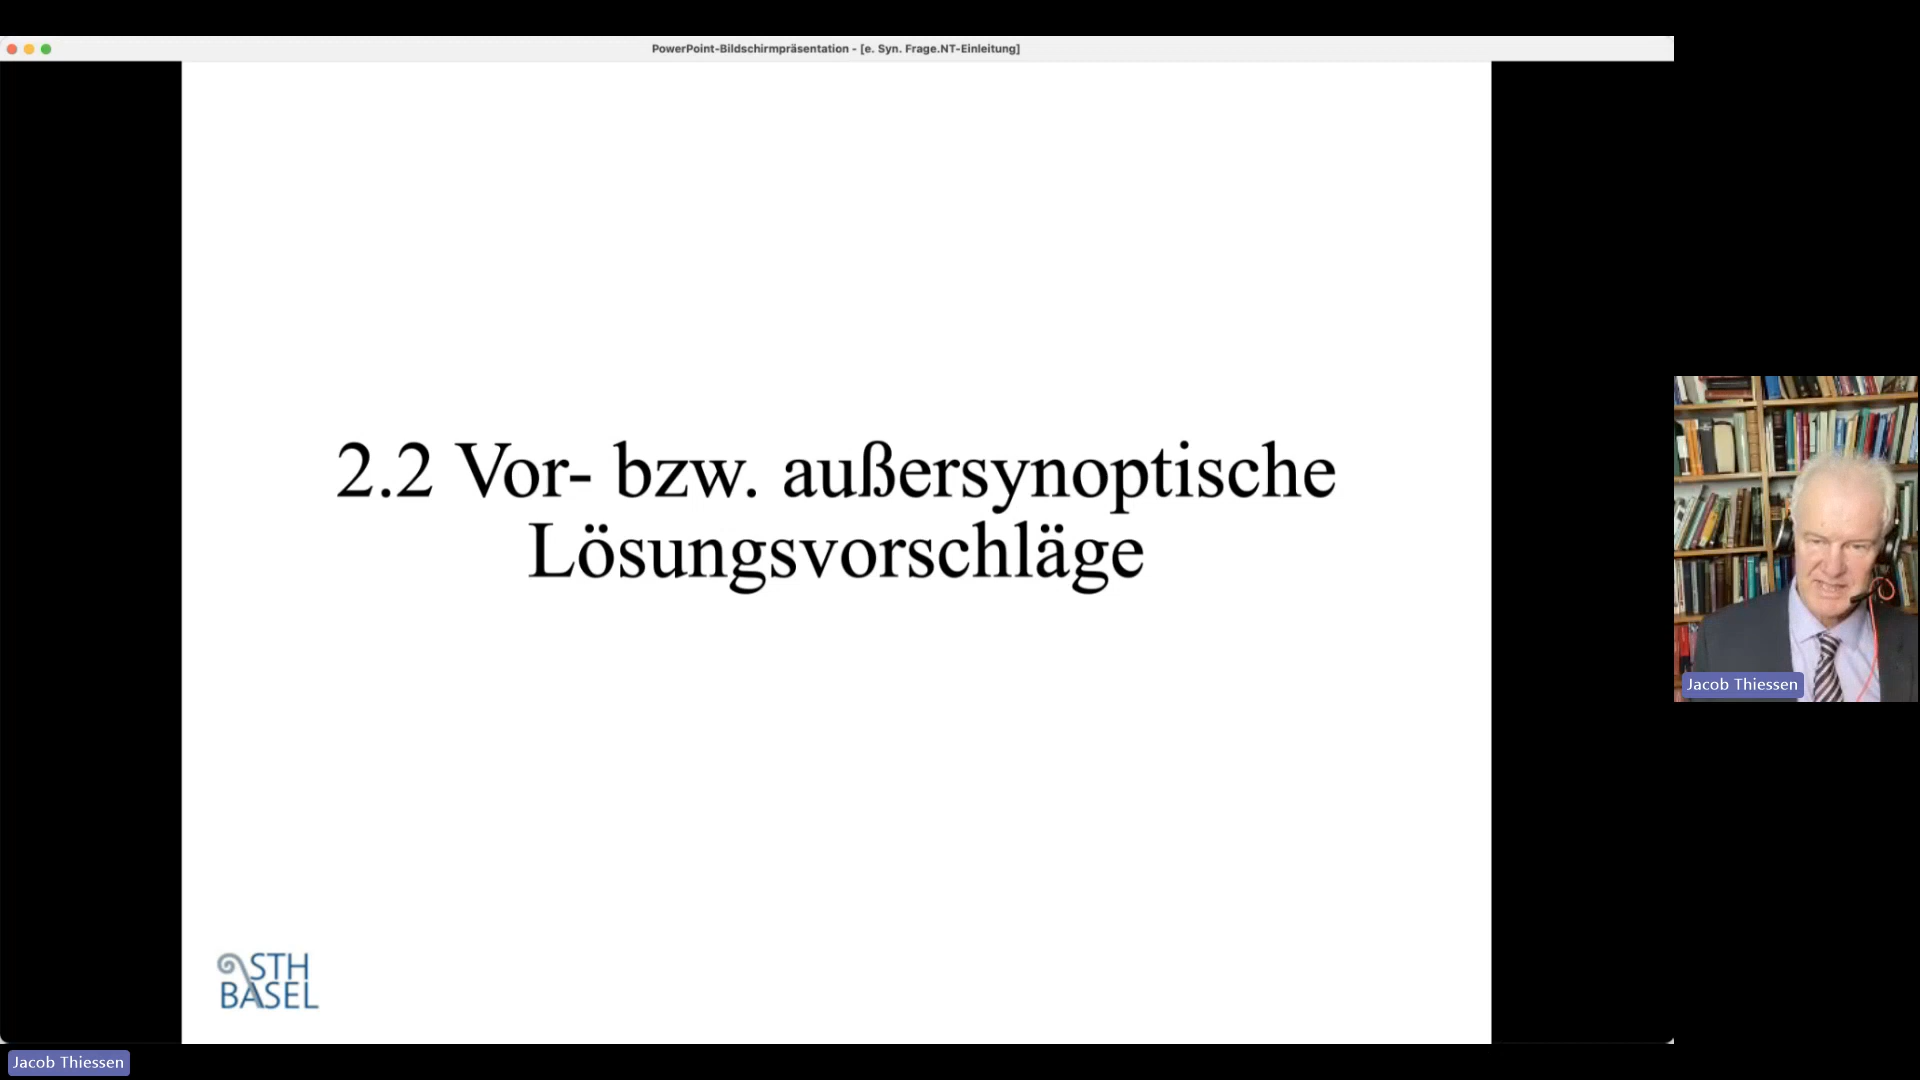 PowerPoint-Bildschirmpräsentation - [e. Syn. Frage.NT-Einleitung]
2.2 Vor- bzw. außersynoptische
Lösungsvorschläge
STH
BASEL
Jacob Thiessen
Jacob Thiessen